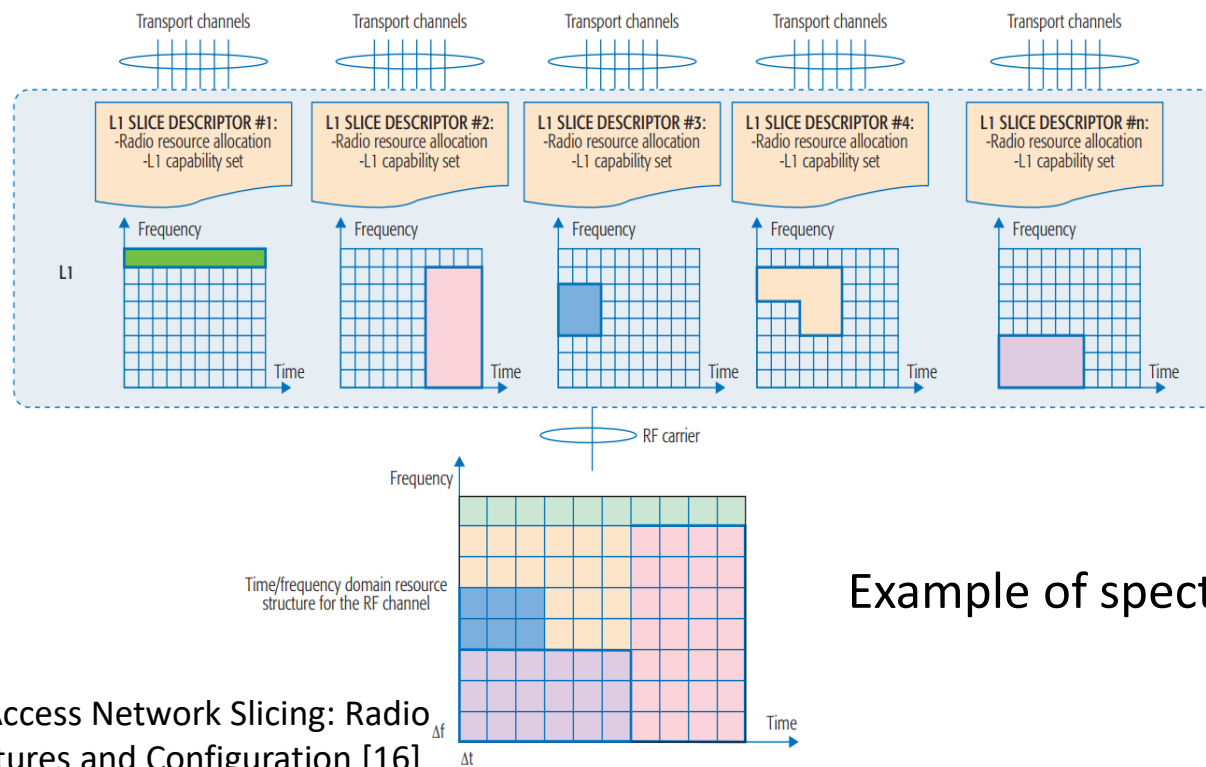 Transport channels
Transport channels
Transport channels
Transport channels
Transport channels
L1 SLICE DESCRIPTOR #1:
-Radio resource allocation
-L1 capability set
L1 SLICE DESCRIPTOR #2:
-Radio resource allocation
-L1 capability set
L1 SLICE DESCRIPTOR #3:
-Radio resource allocation
-L1 capability set
L1 SLICE DESCRIPTOR #4:
-Radio resource allocation
-L1 capability set
L1 SLICE DESCRIPTOR #n:
-Radio resource allocation
-L1 capability set
Frequency
Frequency
Frequency
Frequency
Frequency
L1
Time
Time
Time
Time
Time
RF carrier
Frequency
Time/frequency domain resource
structure for the RF channel
Example of spect
Access Network Slicing: Radio
tures and Configuration [16]
Δf
Δt
Time